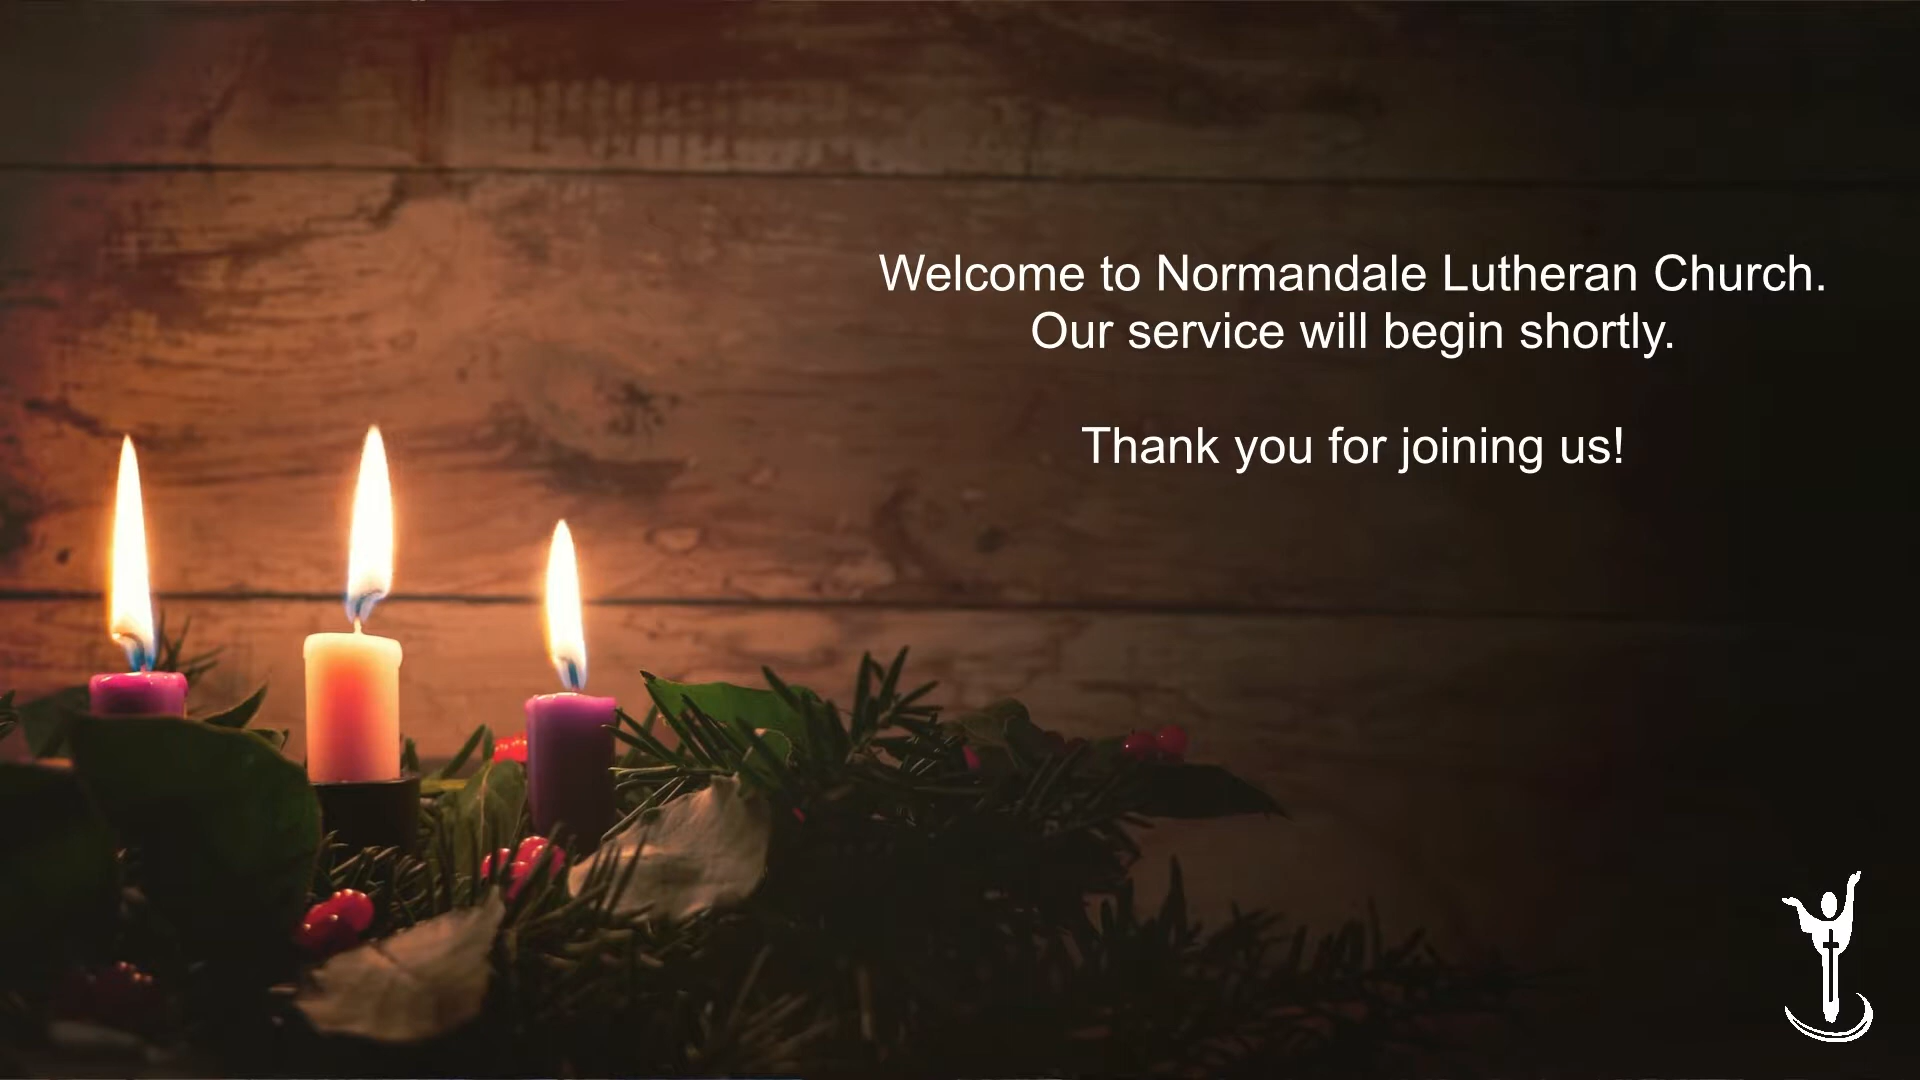 Welcome to Normandale Lutheran Church.
Our service will begin shortly.
Thank you for joining us!